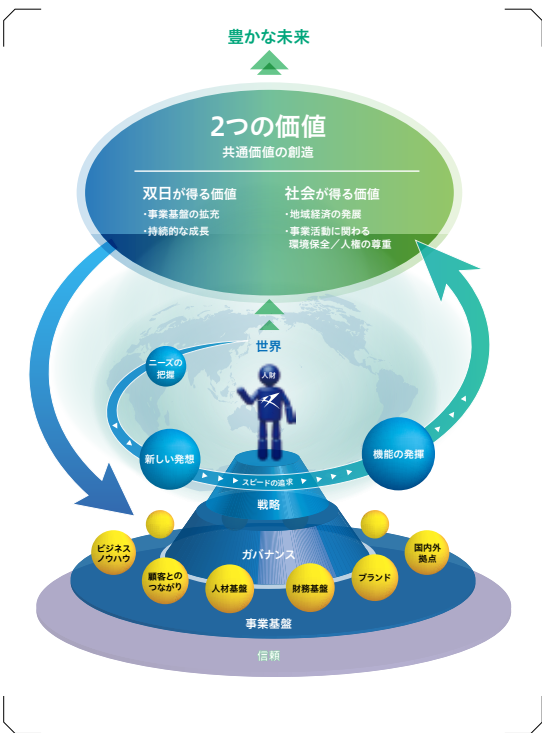 豊かな未来
2つの価値
共通価値の創造
双日が得る価値
・事業基盤の拡充
・持続的な成長
社会が得る価値
・地域経済の発展
・事業活動に関わる
環境保全／人権の尊重
世界
ニーズの
把握
人財
新しい発想
機能の発揮
スピードの追求
戦略
ガバナンス
ビジネス
ノウハウ
顧客との
つながり
人材基盤
財務基盤
ブランド
国内外
拠点
事業基盤
信頼